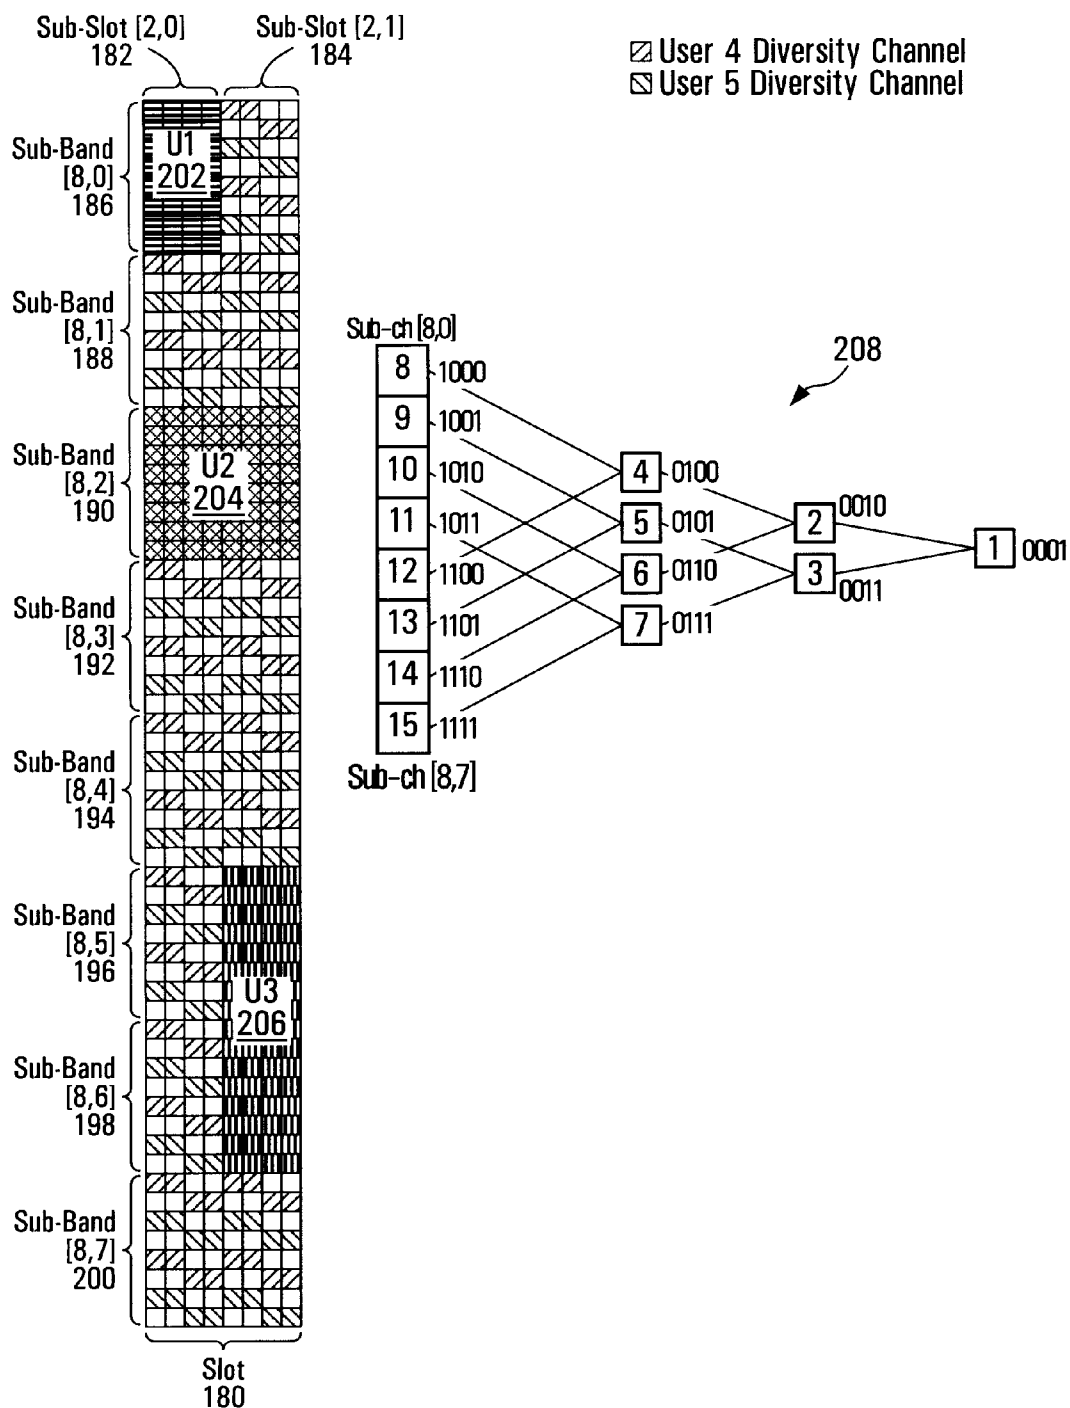 Sub-Slot [2,0]
182
Sub-Slot [2,1]
184
User 4 Diversity Channel
User 5 Diversity Channel
Sub-Band
[8,0]
186
U1
202
Sub-Band
[8,1]
188
Sub-Band
[8,2]
190
U2
204
Sub-Band
[8,3]
192
Sub-Band
[8,4]
194
Sub-Band
[8,5]
196
U3
206
Sub-Band
[8,6]
198
Sub-Band
[8,7]
200
Slot
180
Sub-ch [8,0]
8 1000
9 1001
10 1010
11 1011
12 1100
13 1101
14 1110
15 1111
Sub-ch [8,7]
4 0100
5 0101
6 0110
7 0111
2 0010
3 0011
1 0001
208